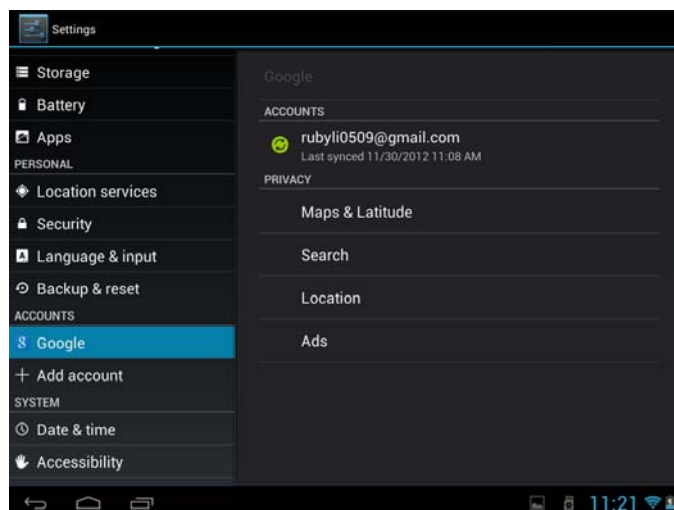 Settings
Storage
Battery
Apps
PERSONAL
Location services
Security
Language & input
Backup & reset
ACCOUNTS
Google
Add account
SYSTEM
Date & time
Accessibility
Google
ACCOUNTS
rubyli0509@gmail.com
Last synced 11/30/2012 11:08 AM
PRIVACY
Maps & Latitude
Search
Location
Ads
11:21